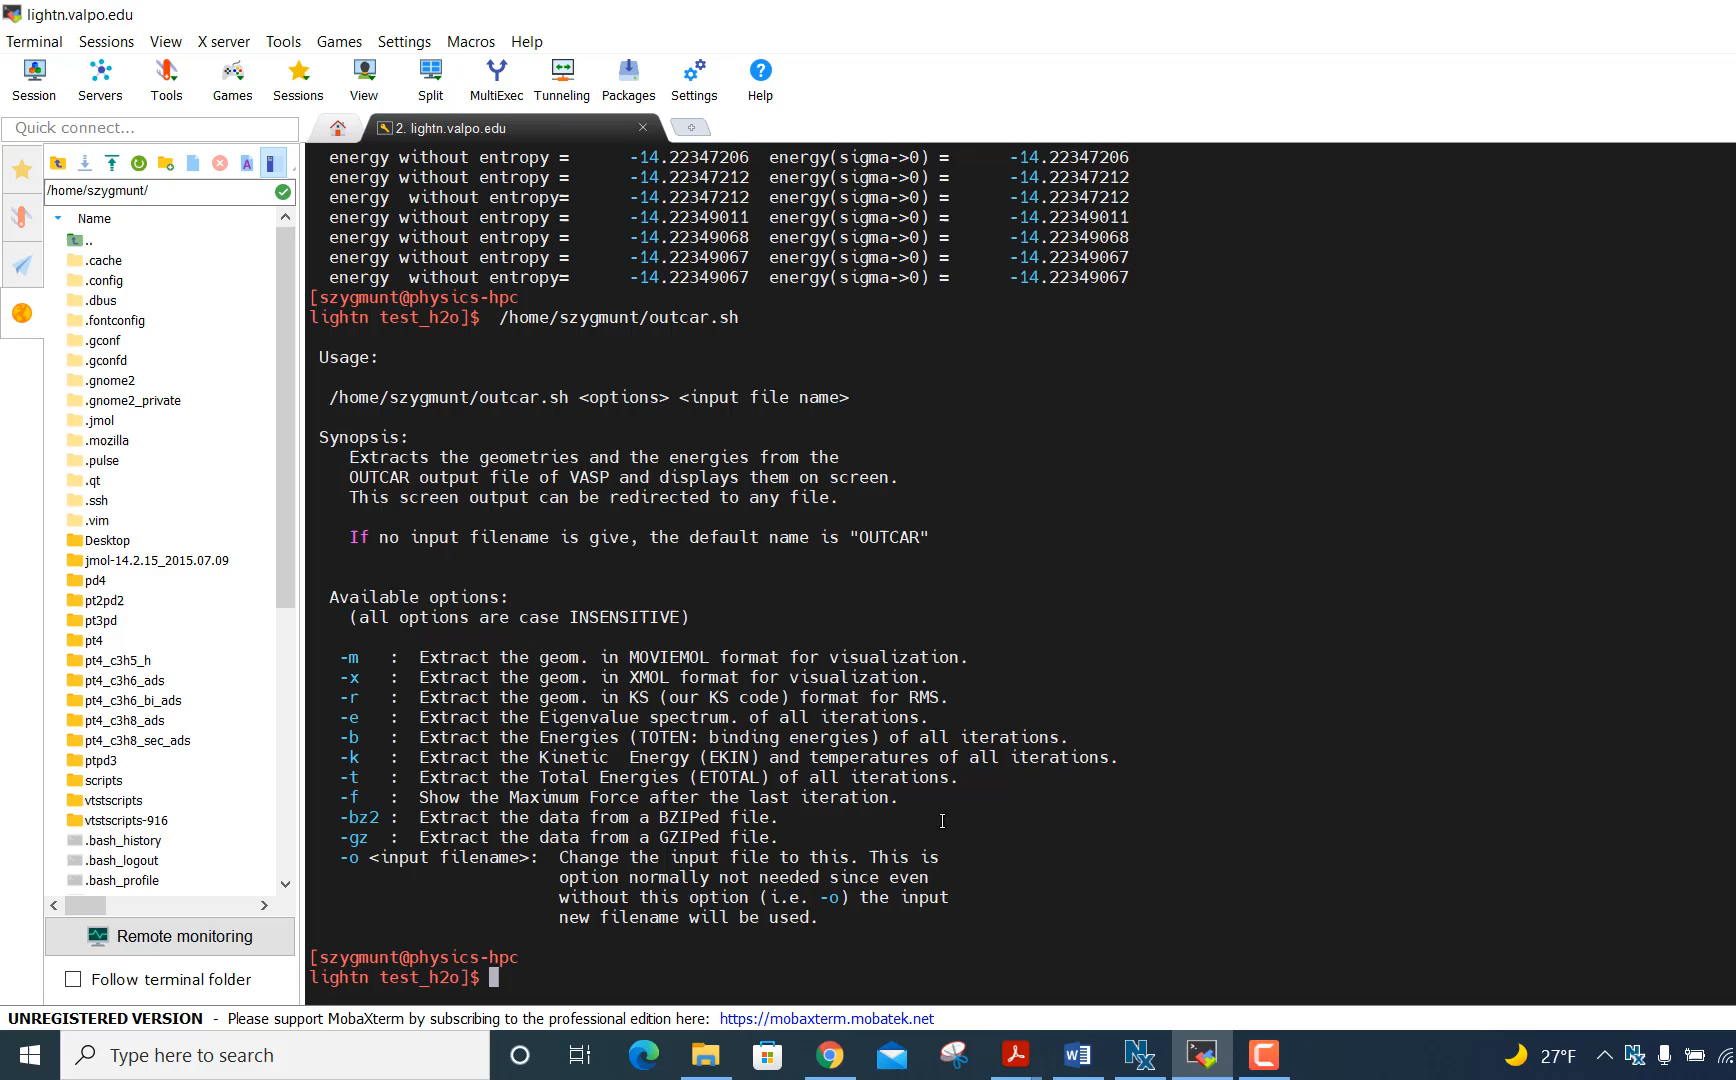 lightn.valpo.edu
Terminal Sessions View X server Tools Games Settings Macros Help
Session Servers Tools Games Sessions View Split MultiExec Tunneling Packages Settings Help
Quick connect...
2. lightn.valpo.edu
/home/szygmunt/
Name
..
.cache
.config
.dbus
.fontconfig
.gconf
.gconfd
.gnome2
.gnome2_private
.jmol
.mozilla
.pulse
.qt
.ssh
.vim
Desktop
jmol-14.2.15_2015.07.09
pd4
pt2pd2
pt3pd
pt4
pt4_c3h5_h
pt4_c3h6_ads
pt4_c3h6_bi_ads
pt4_c3h8_ads
pt4_c3h8_sec_ads
ptpd3
scripts
vtstscripts
vtstscripts-916
.bash_history
.bash_logout
.bash_profile
Remote monitoring
Follow terminal folder
energy without entropy = -14.22347206 energy(sigma->0) = -14.22347206
energy without entropy = -14.22347212 energy(sigma->0) = -14.22347212
energy  without entropy= -14.22347212 energy(sigma->0) = -14.22347212
energy without entropy = -14.22349011 energy(sigma->0) = -14.22349011
energy without entropy = -14.22349068 energy(sigma->0) = -14.22349068
energy without entropy = -14.22349067 energy(sigma->0) = -14.22349067
energy  without entropy= -14.22349067 energy(sigma->0) = -14.22349067
[szygmunt@physics-hpc
lightn test_h2o]$  /home/szygmunt/outcar.sh
Usage:
/home/szygmunt/outcar.sh <options> <input file name>
Synopsis:
Extracts the geometries and the energies from the
OUTCAR output file of VASP and displays them on screen.
This screen output can be redirected to any file.
If no input filename is give, the default name is "OUTCAR"
Available options:
(all options are case INSENSITIVE)
-m : Extract the geom. in MOVIEMOL format for visualization.
-x : Extract the geom. in XMOL format for visualization.
-r : Extract the geom. in KS (our KS code) format for RMS.
-e : Extract the Eigenvalue spectrum. of all iterations.
-b : Extract the Energies (TOTEN: binding energies) of all iterations.
-k : Extract the Kinetic  Energy (EKIN) and temperatures of all iterations.
-t : Extract the Total Energies (ETOTAL) of all iterations.
-f : Show the Maximum Force after the last iteration.
-bz2 : Extract the data from a BZIPed file.
-gz : Extract the data from a GZIPed file.
-o <input filename>: Change the input file to this. This is
option normally not needed since even
without this option (i.e. -o) the input
new filename will be used.
[szygmunt@physics-hpc
lightn test_h2o]$
UNREGISTERED VERSION - Please support MobaXterm by subscribing to the professional edition here: https://mobaxterm.mobatek.net
Type here to search
27°F